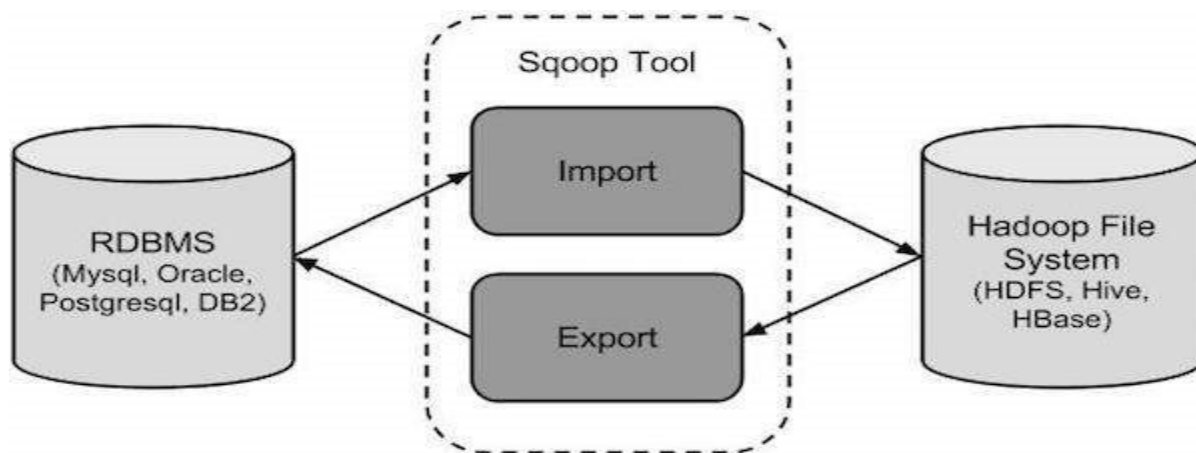 Sqoop Tool
Import
Export
RDBMS
(Mysql, Oracle,
Postgresql, DB2)
Hadoop File
System
(HDFS, Hive,
HBase)